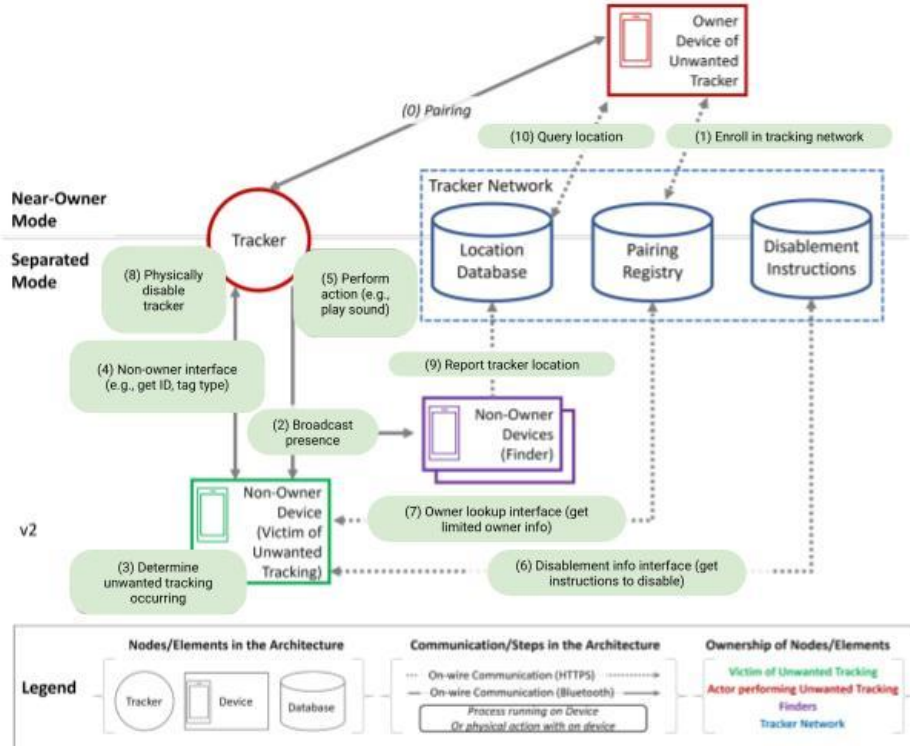 Owner
Device of
Unwanted
Tracker
(0) Pairing
(10) Query location
(1) Enroll in tracking network
Near-Owner
Mode
Tracker Network
Tracker
Location
Database
Pairing
Registry
Disablement
Instructions
Separated
Mode
(8) Physically
disable
tracker
(5) Perform
action (e.g.,
play sound)
(4) Non-owner interface
(e.g., get ID, tag type)
(9) Report tracker location
(2) Broadcast
presence
Non-Owner
Devices
(Finder)
v2
Non-Owner
Device
(Victim of
Unwanted
Tracking)
(7) Owner lookup interface (get
limited owner info)
(3) Determine
unwanted tracking
occurring
(6) Disablement info interface (get
instructions to disable)
Legend
Nodes/Elements in the Architecture
Tracker
Device
Database
Communication/Steps in the Architecture
On-wire Communication (HTTPS)
On-wire Communication (Bluetooth)
Process running on Device
Or physical action with on device
Ownership of Nodes/Elements
Victim of Unwanted Tracking
Actor performing Unwanted Tracking
Finders
Tracker Network